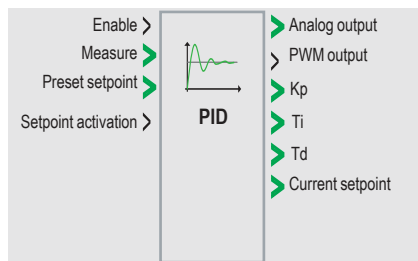 Enable
Measure
Preset setpoint
Setpoint activation
PID
Analog output
PWM output
Kp
Ti
Td
Current setpoint